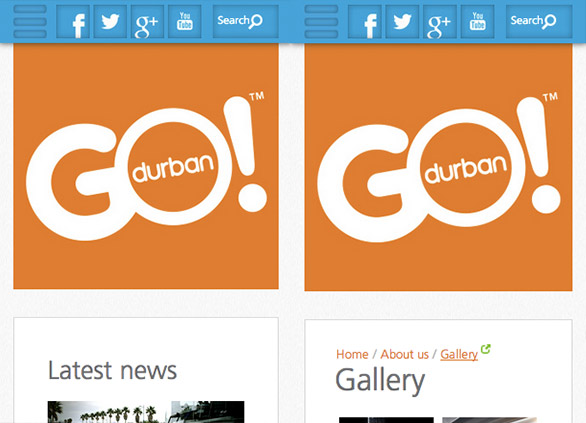 f g+ You Tube Search
GO! ™
durban
Latest news
f g+ You Tube Search
GO! ™
durban
Home / About us / Gallery
Gallery